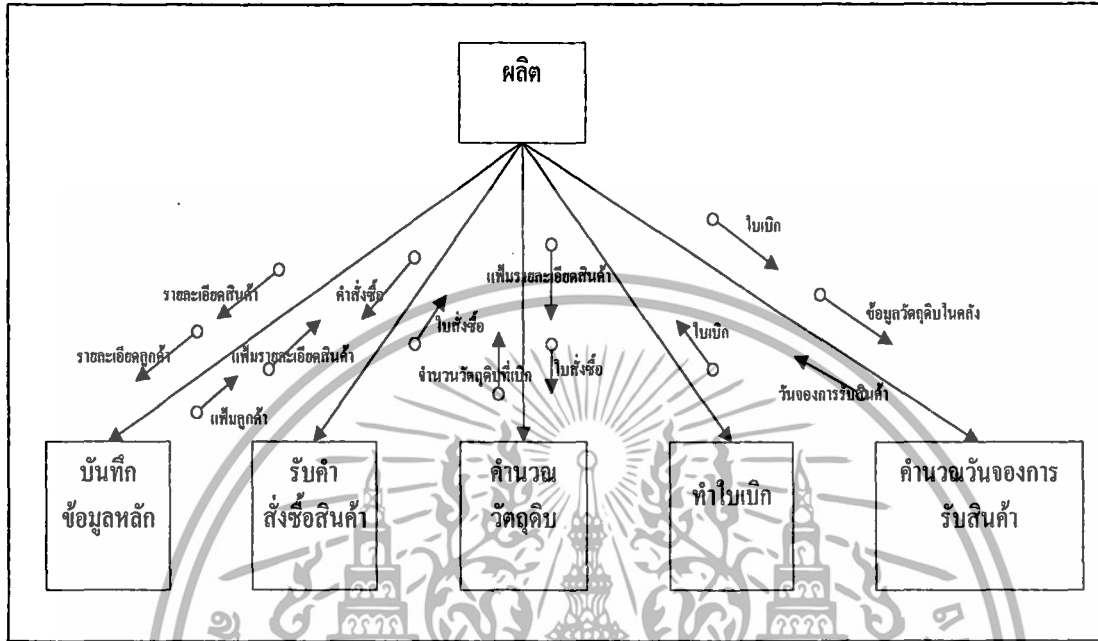 ผลิต
ใบเบิก
รายละเอียดสินค้า
คำสั่งซื้อ
แฟ้มรายละเอียดสินค้า
ข้อมูลวัตถุดิบในคลัง
รายละเอียดลูกค้า
แฟ้มรายละเอียดสินค้า
ใบสั่งซื้อ
ใบเบิก
จำนวนวัตถุดิบที่เบิก
ใบสั่งซื้อ
วันจองการรับสินค้า
แฟ้มลูกค้า
บันทึก
ข้อมูลหลัก
รับคำ
สั่งซื้อสินค้า
คำนวณ
วัตถุดิบ
ทำใบเบิก
คำนวณวันจองการ
รับสินค้า